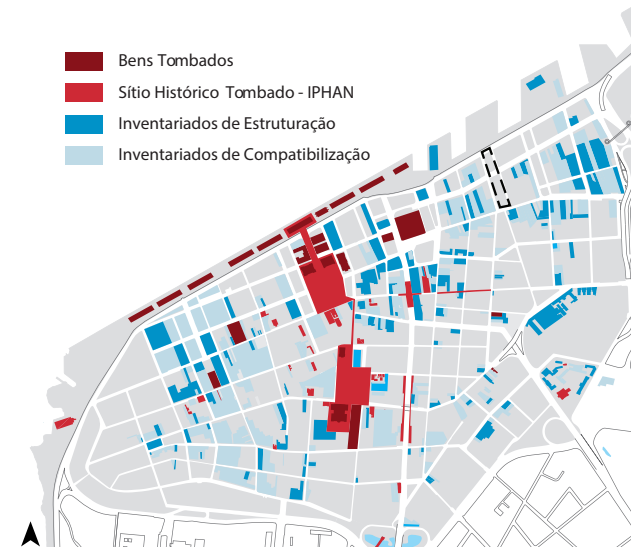 Bens Tombados
Sítio Histórico Tombado - IPHAN
Inventariados de Estruturação
Inventariados de Compatibilização